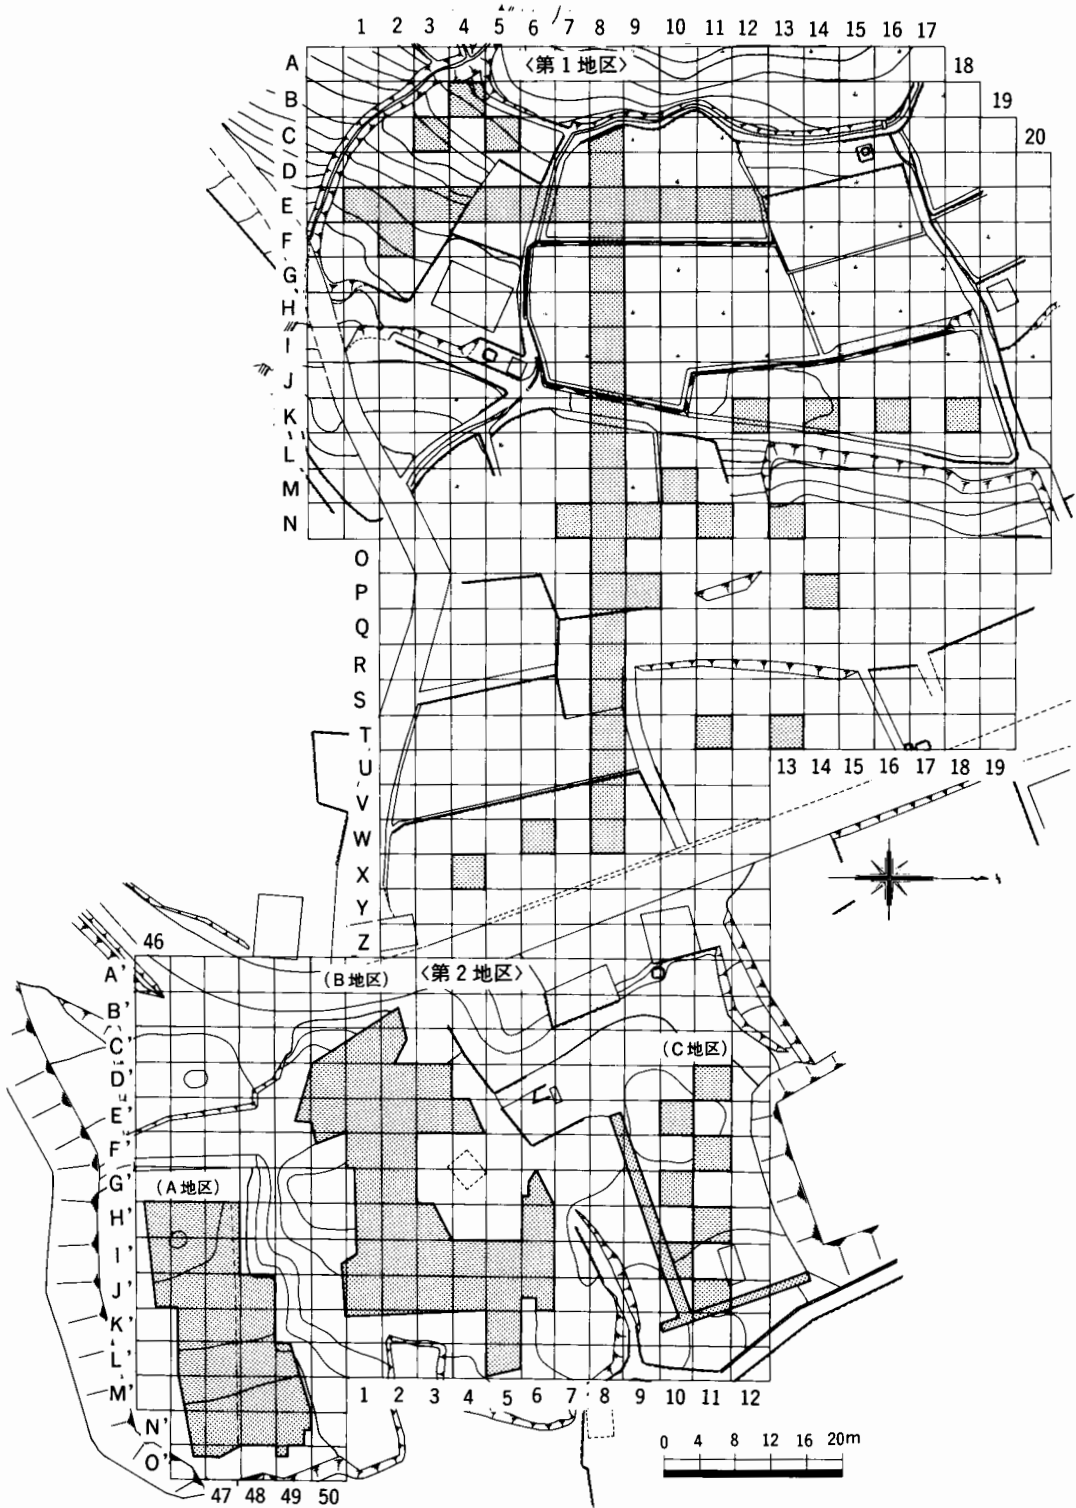 1 2 3 4 5 6 7 8 9 10 11 12 13 14 15 16 17
18
19
20
〈第1地区〉
A
B
C
D
E
F
G
H
I
J
K
L
M
N
O
P
Q
R
S
T
U
V
W
X
Y
Z
13 14 15 16 17 18 19
46
(B地区)
〈第2地区〉
(C地区)
(A地区)
A'
B'
C'
D'
E'
F'
G'
H'
I'
J'
K'
L'
M'
N'
O'
1 2 3 4 5 6 7 8 9 10 11 12
47 48 49 50
0 4 8 12 16 20m